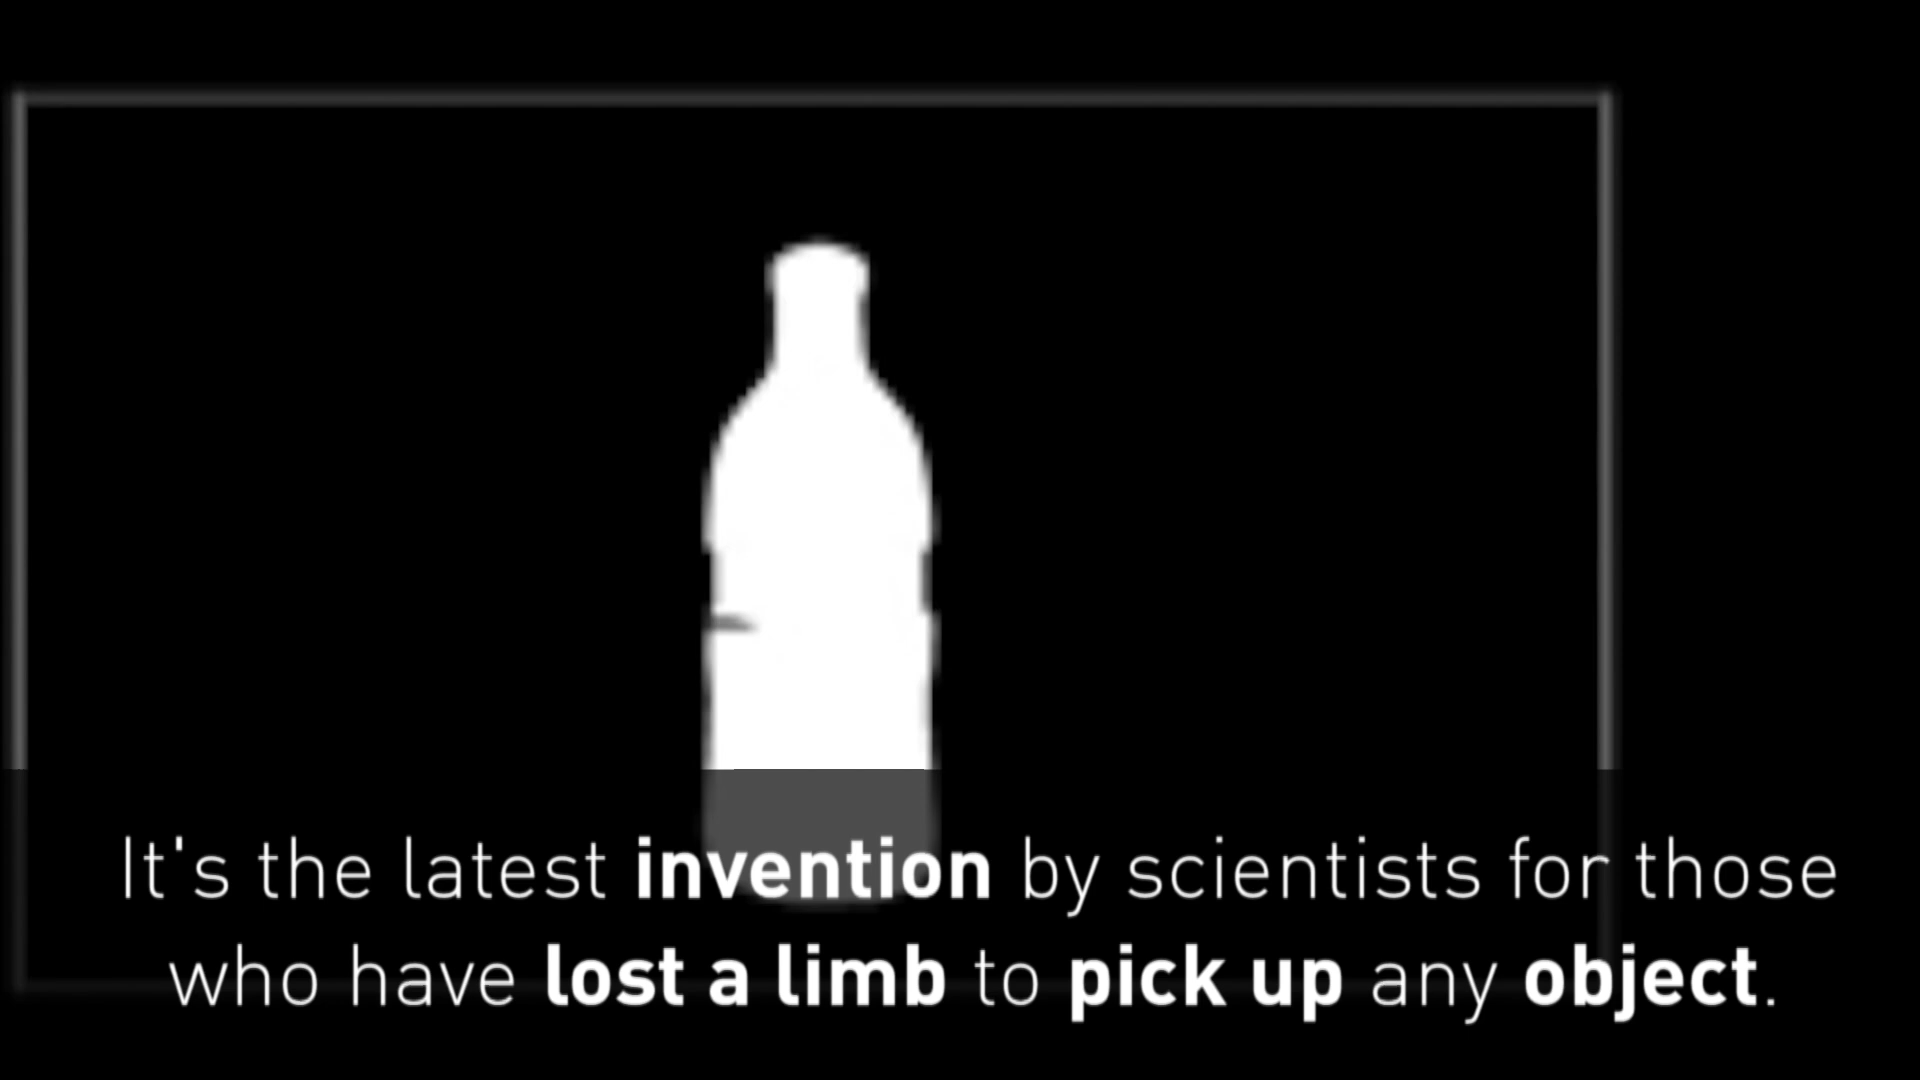 It's the latest invention by scientists for those
who have lost a limb to pick up any object.